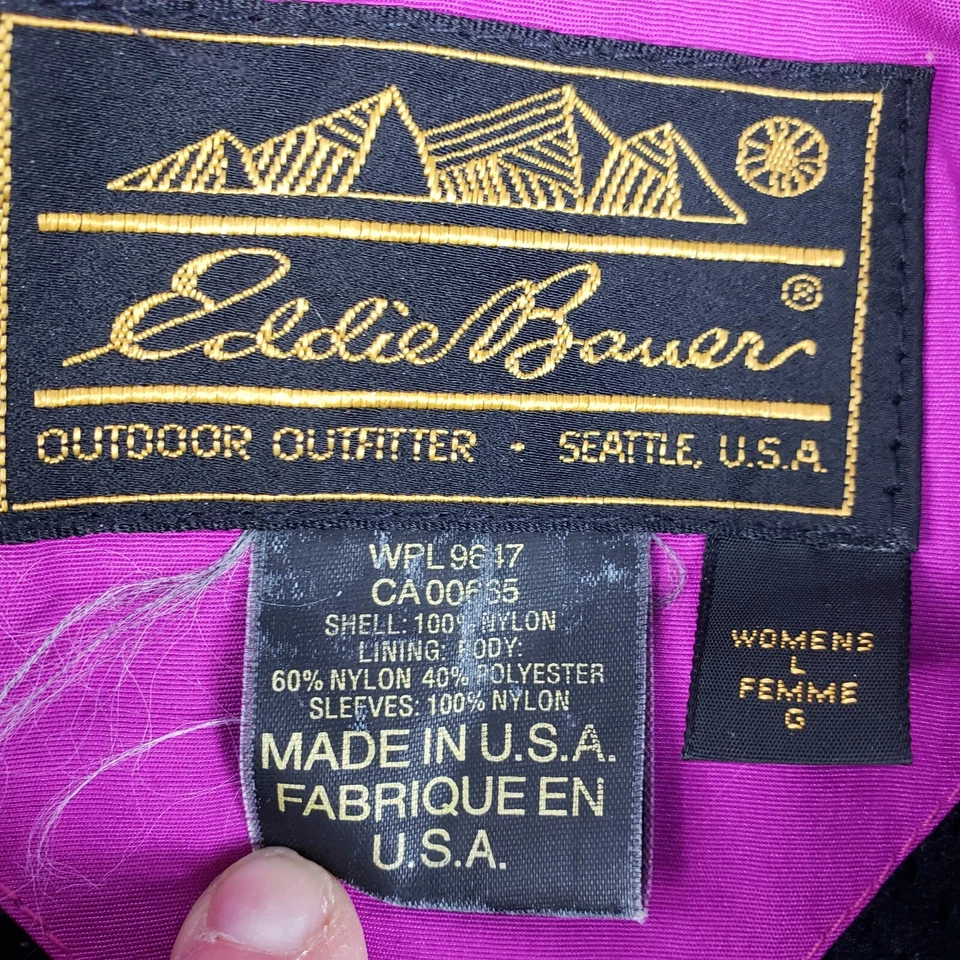 Eddie Bauer ®
OUTDOOR OUTFITTER · SEATTLE, U.S.A.
WPL 9647
CA 00665
SHELL: 100% NYLON
LINING: BODY:
60% NYLON 40% POLYESTER
SLEEVES: 100% NYLON
MADE IN U.S.A.
FABRIQUE EN
U.S.A.
WOMENS
L
FEMME
G